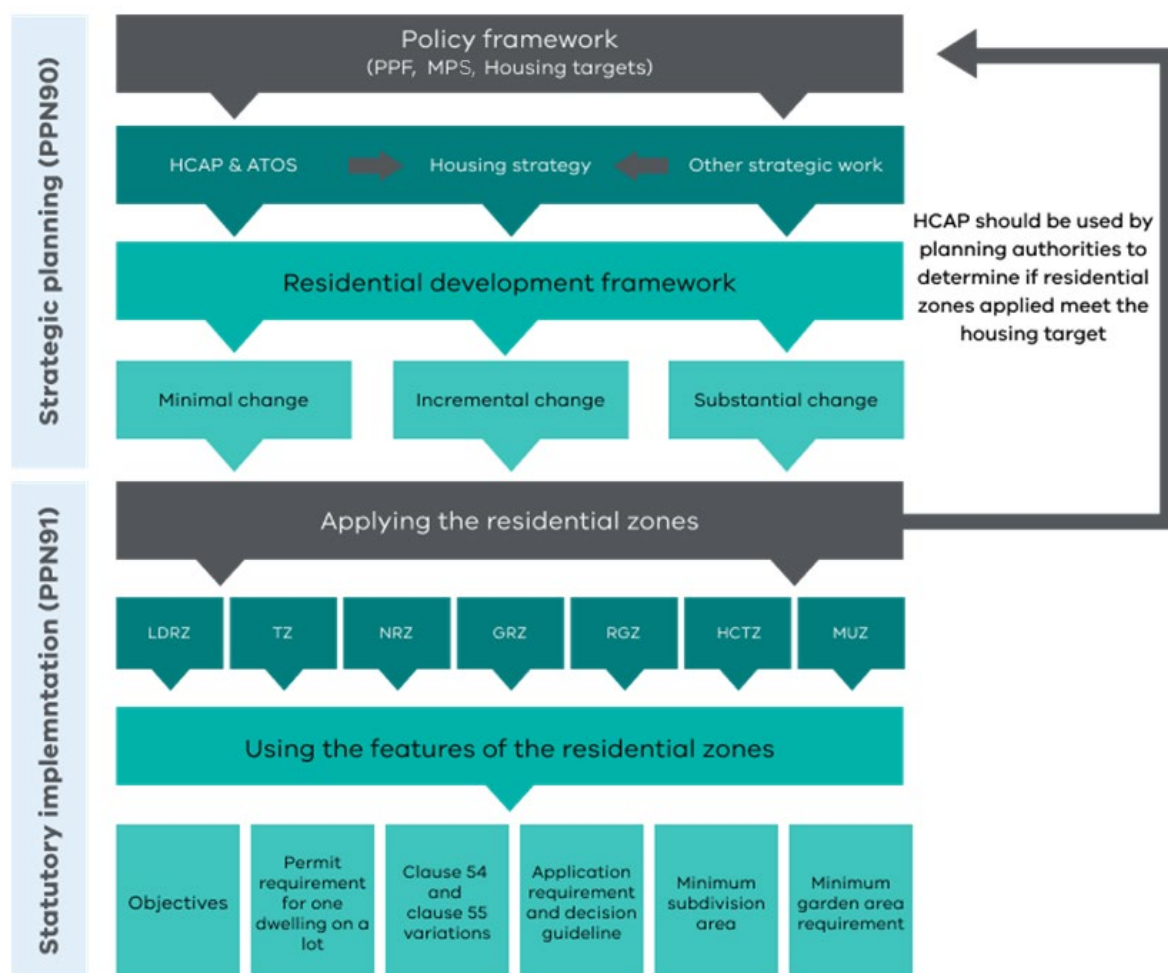 Strategic planning (PPN90)
Policy framework
(PPF, MPS, Housing targets)
HCAP & ATOS
Housing strategy
Other strategic work
Residential development framework
Minimal change
Incremental change
Substantial change
HCAP should be used by
planning authorities to
determine if residential
zones applied meet the
housing target
Statutory implemntation (PPN91)
Applying the residential zones
LDRZ
TZ
NRZ
GRZ
RGZ
HCTZ
MUZ
Using the features of the residential zones
Objectives
Permit
requirement
for one
dwelling on a
lot
Clause 54
and
clause 55
variations
Application
requirement
and decision
guideline
Minimum
subdivision
area
Minimum
garden area
requirement